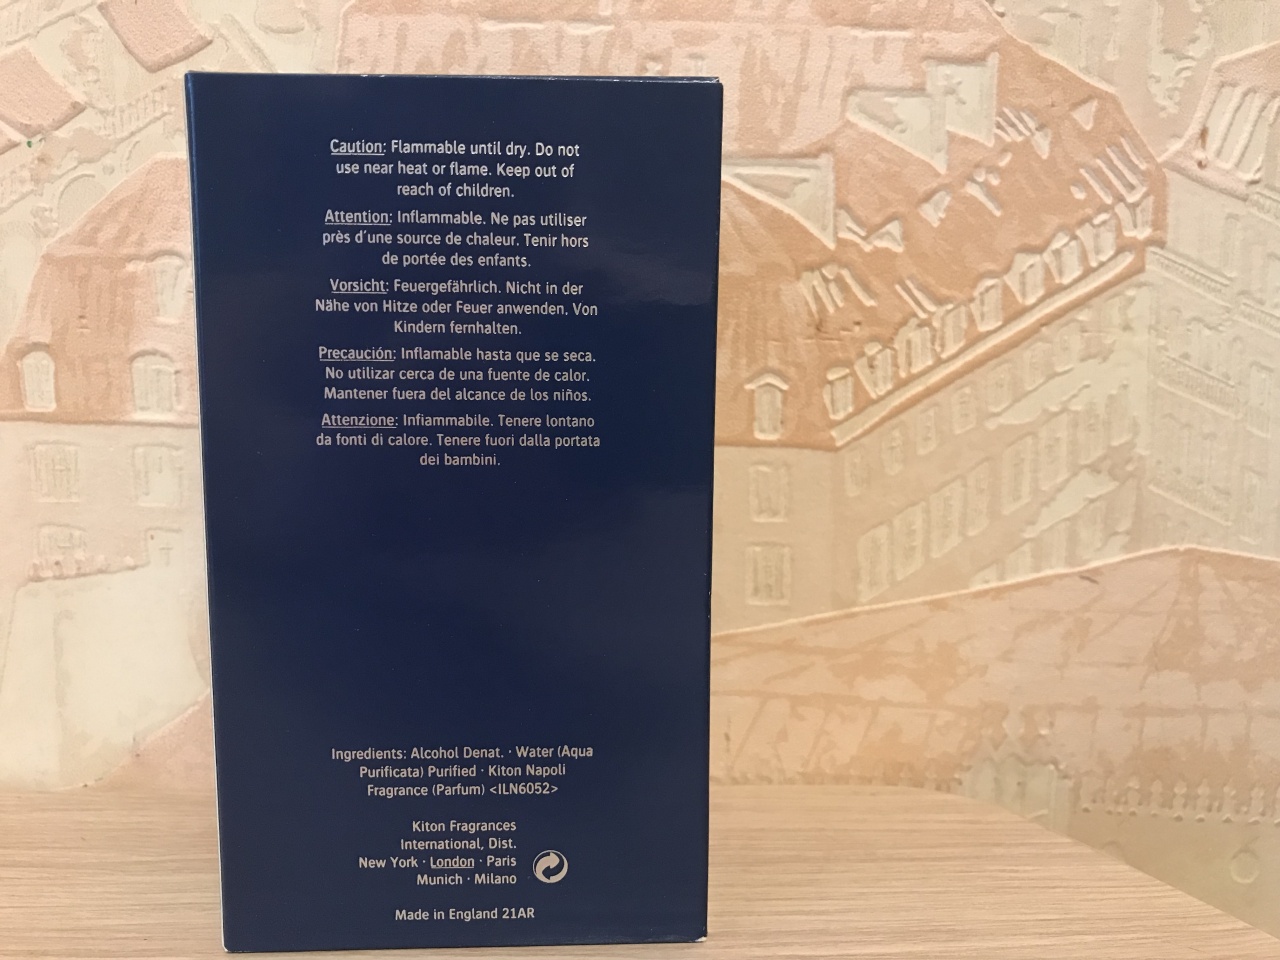 Caution: Flammable until dry. Do not
use near heat or flame. Keep out of
reach of children.
Attention: Inflammable. Ne pas utiliser
près d'une source de chaleur. Tenir hors
de portée des enfants.
Vorsicht: Feuergefährlich. Nicht in der
Nähe von Hitze oder Feuer anwenden. Von
Kindern fernhalten.
Precaución: Inflamable hasta que se seca.
No utilizar cerca de una fuente de calor.
Mantener fuera del alcance de los niños.
Attenzione: Infiammabile. Tenere lontano
da fonti di calore. Tenere fuori dalla portata
dei bambini.
Ingredients: Alcohol Denat. · Water (Aqua
Purificata) Purified · Kiton Napoli
Fragrance (Parfum) <ILN6052>
Kiton Fragrances
International, Dist.
New York · London · Paris
Munich · Milano
Made in England 21AR